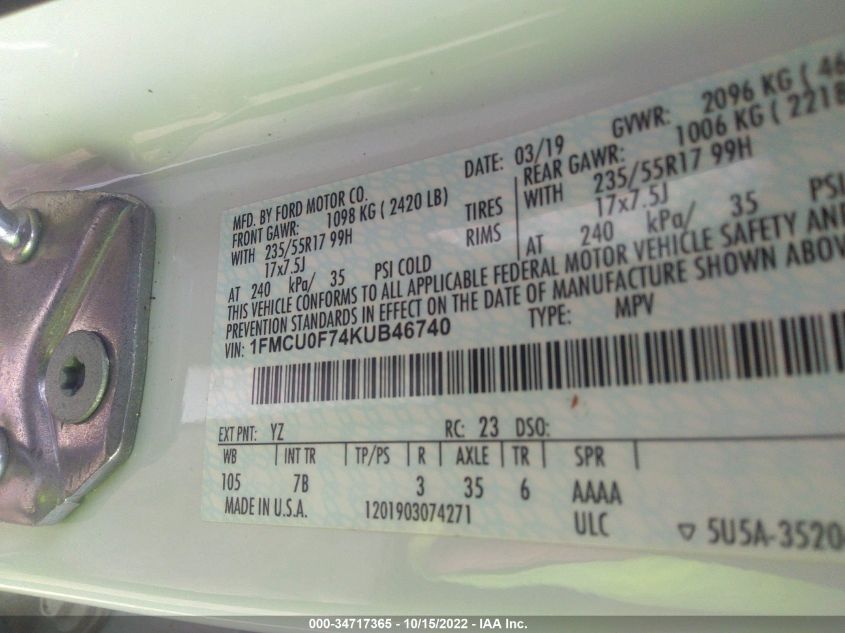 MFD. BY FORD MOTOR CO. DATE: 03/19 GVWR: 2096 KG ( 46
FRONT GAWR: 1098 KG ( 2420 LB) REAR GAWR: 1006 KG ( 2218
WITH 235/55R17 99H TIRES WITH 235/55R17 99H
17x7.5J RIMS 17x7.5J
AT 240 kPa/ 35 PSI COLD AT 240 kPa/ 35 PSI
THIS VEHICLE CONFORMS TO ALL APPLICABLE FEDERAL MOTOR VEHICLE SAFETY AND
PREVENTION STANDARDS IN EFFECT ON THE DATE OF MANUFACTURE SHOWN ABOV
VIN: 1FMCU0F74KUB46740 TYPE: MPV
EXT PNT: YZ RC: 23 DSO:
WB INT TR TP/PS R AXLE TR SPR
105 7B 3 35 6 AAAA
MADE IN U.S.A. 1201903074271 ULC 5U5A-3520
000-34717365 - 10/15/2022 - IAA Inc.